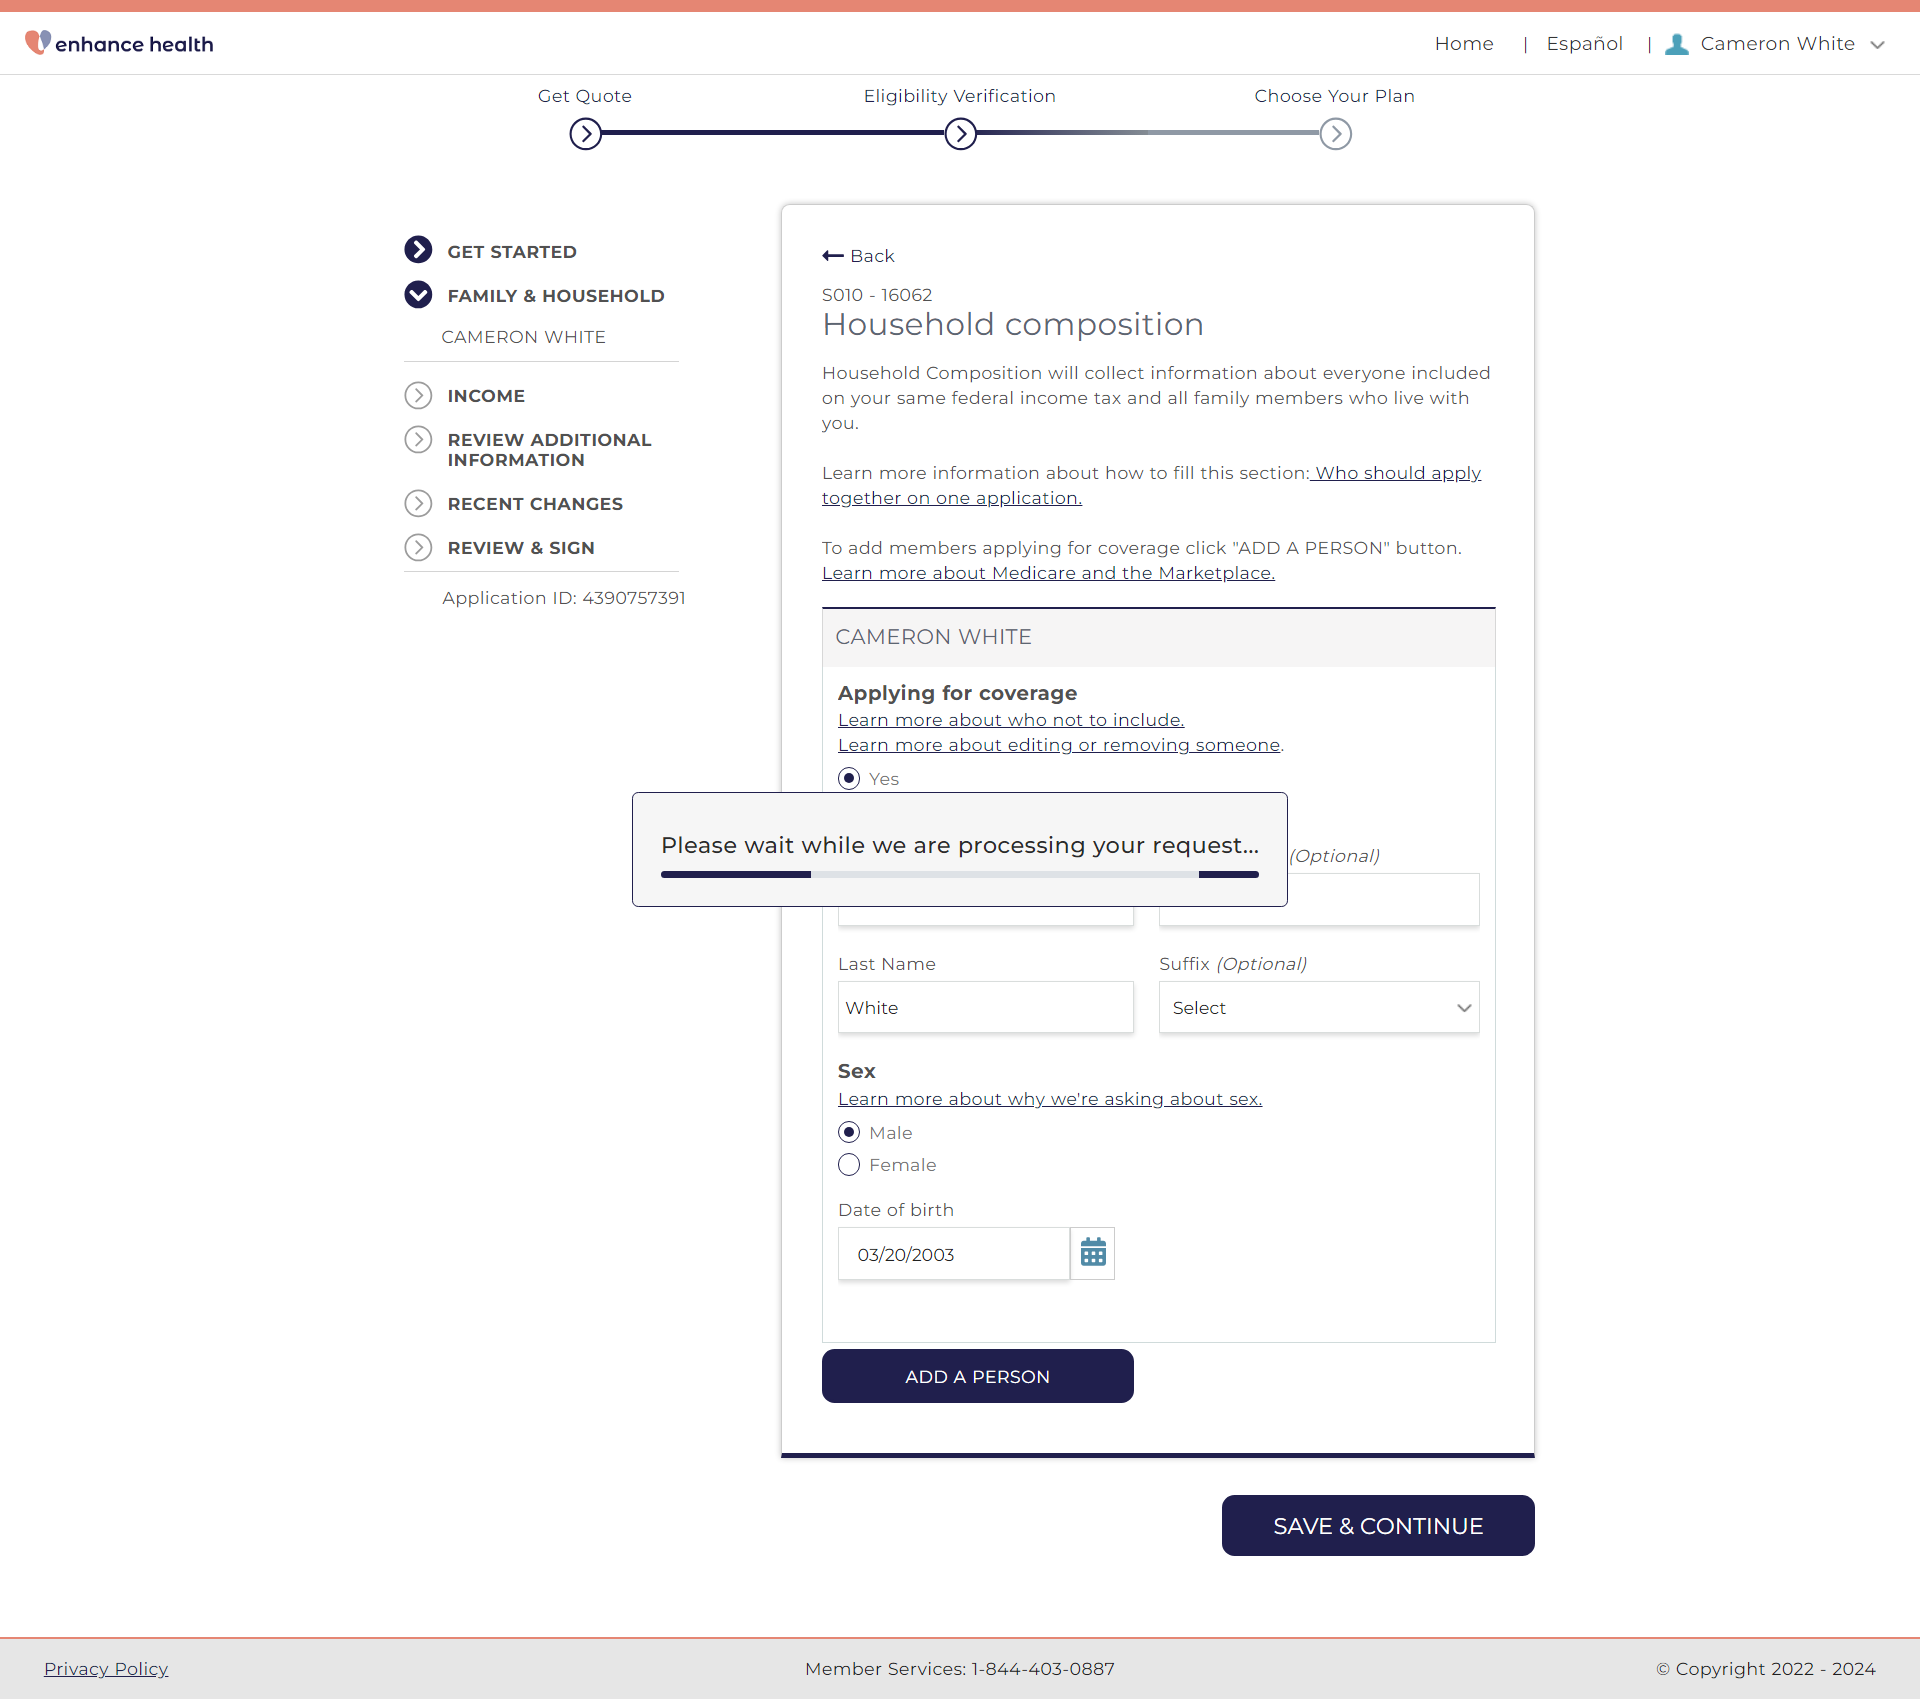 enhance health
Home | Español | Cameron White
Get Quote
Eligibility Verification
Choose Your Plan
GET STARTED
FAMILY & HOUSEHOLD
CAMERON WHITE
INCOME
REVIEW ADDITIONAL
INFORMATION
RECENT CHANGES
REVIEW & SIGN
Application ID: 4390757391
Back
S010 - 16062
Household composition
Household Composition will collect information about everyone included
on your same federal income tax and all family members who live with
you.
Learn more information about how to fill this section: Who should apply
together on one application.
To add members applying for coverage click "ADD A PERSON" button.
Learn more about Medicare and the Marketplace.
CAMERON WHITE
Applying for coverage
Learn more about who not to include.
Learn more about editing or removing someone.
Yes
Please wait while we are processing your request...
(Optional)
Last Name
Suffix (Optional)
White
Select
Sex
Learn more about why we're asking about sex.
Male
Female
Date of birth
03/20/2003
ADD A PERSON
SAVE & CONTINUE
Privacy Policy
Member Services: 1-844-403-0887
© Copyright 2022 - 2024